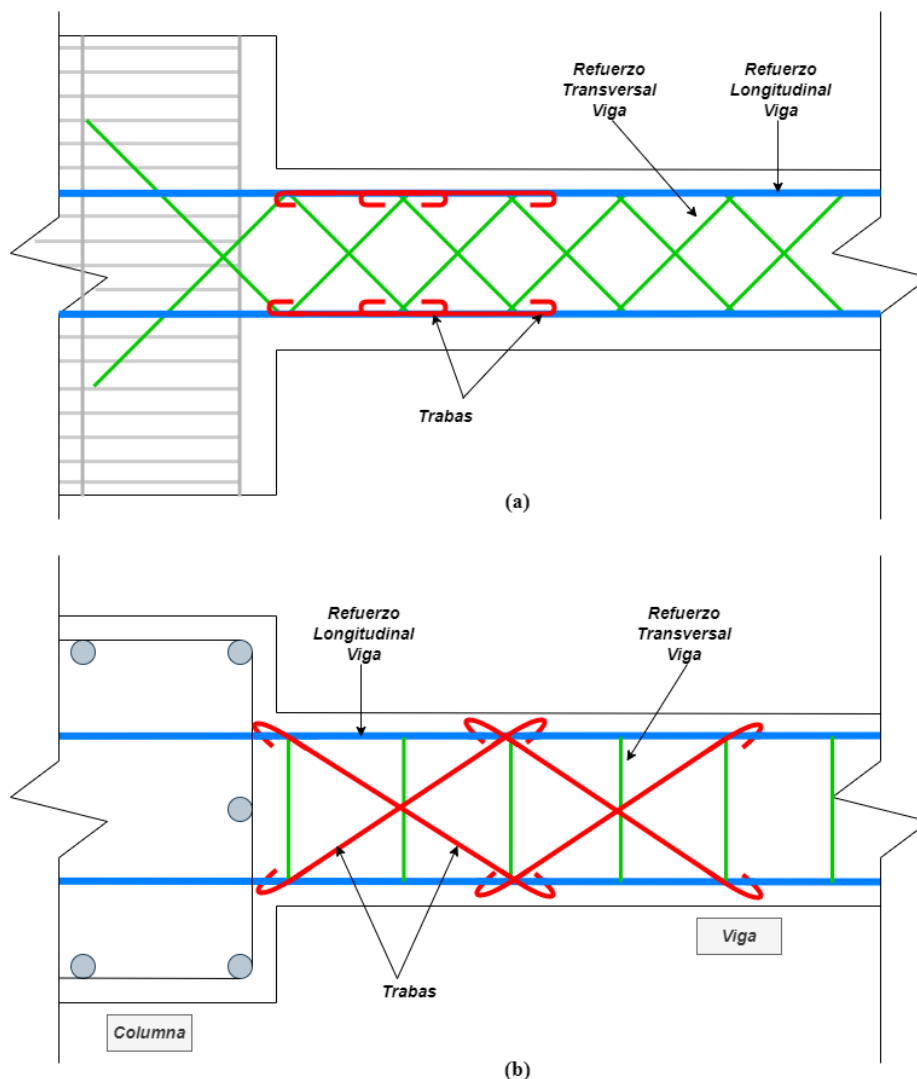 Refuerzo
Transversal
Viga
Refuerzo
Longitudinal
Viga
Trabas
(a)
Refuerzo
Longitudinal
Viga
Refuerzo
Transversal
Viga
Viga
Trabas
Columna
(b)